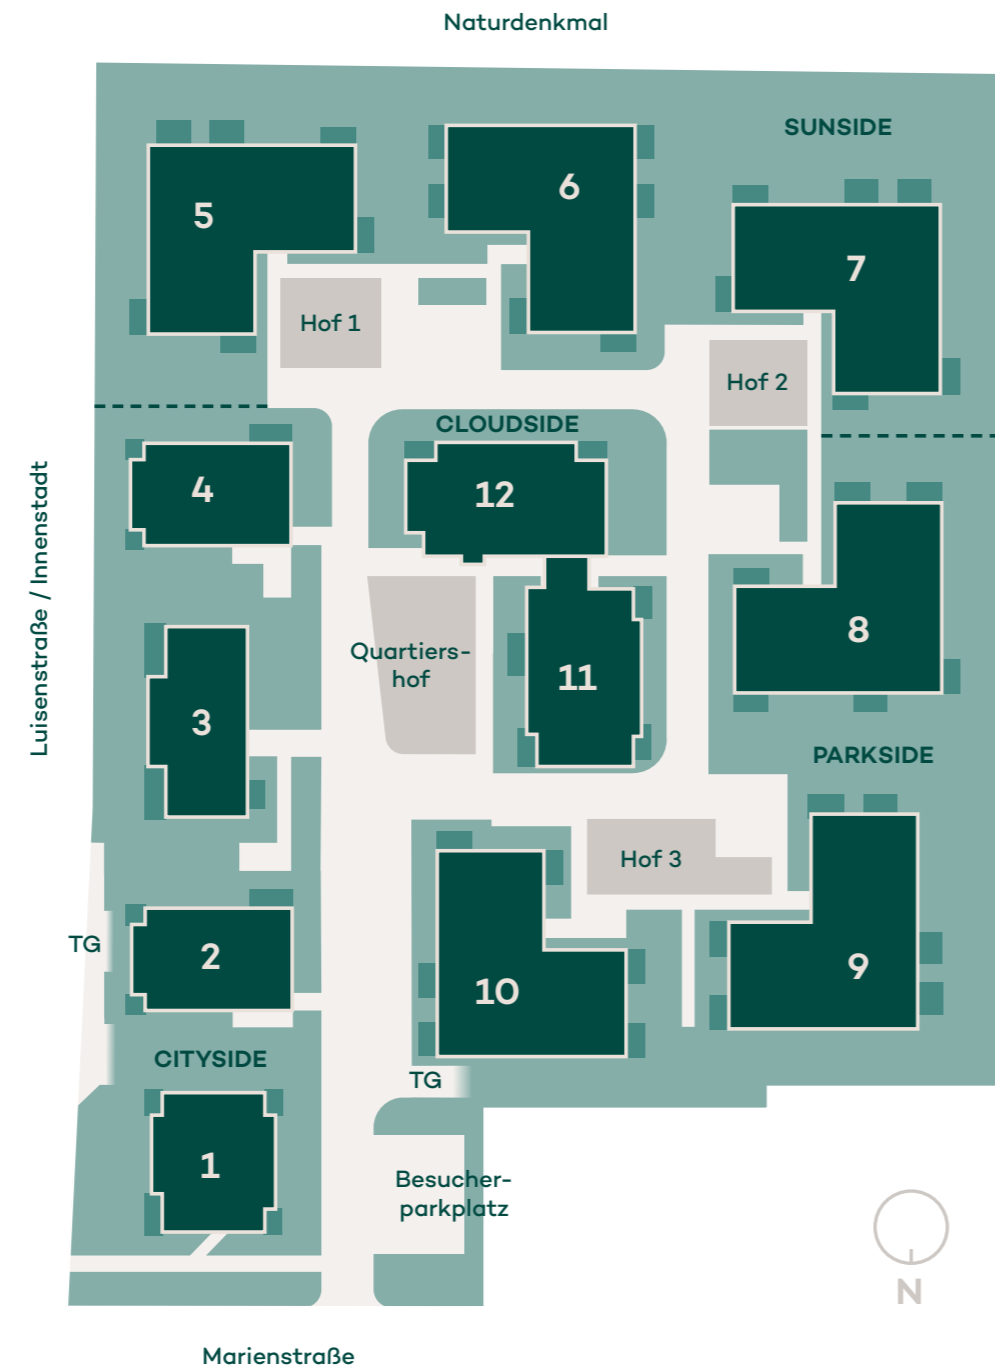 Naturdenkmal
SUNSIDE
5
6
7
Hof 1
Hof 2
CLOUDSIDE
4
12
Luisenstraße / Innenstadt
Quartiers-
hof
11
8
3
PARKSIDE
Hof 3
TG
2
10
9
CITYSIDE
TG
1
Besucher-
parkplatz
N
Marienstraße